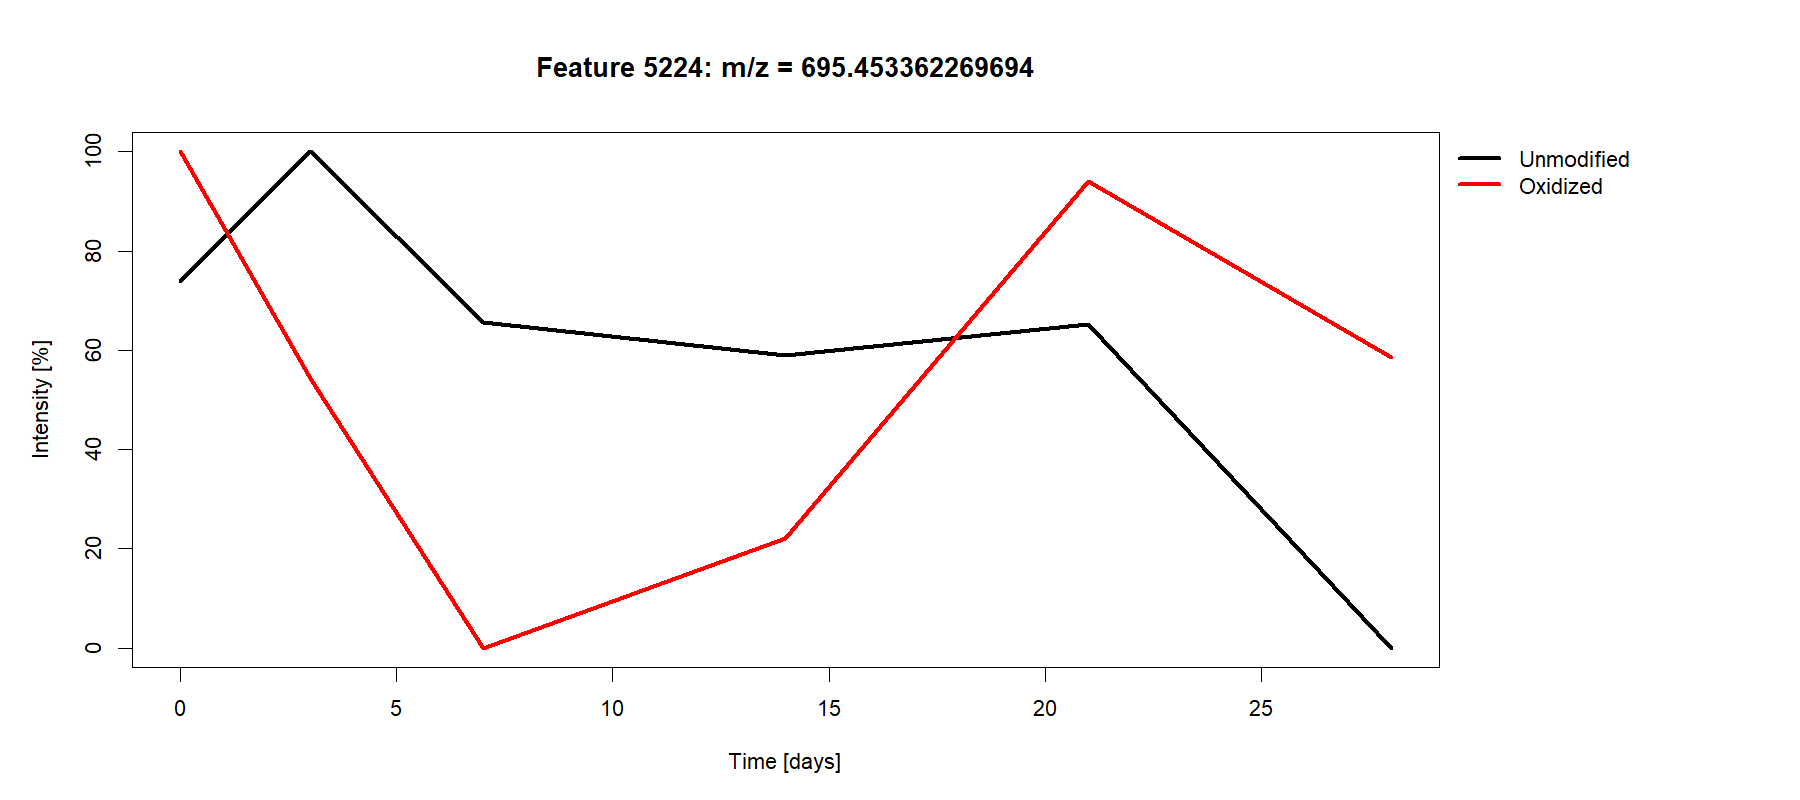 Feature 5224: m/z = 695.453362269694
Unmodified
Oxidized
Intensity [%]
100
80
60
40
20
0
0 5 10 15 20 25
Time [days]